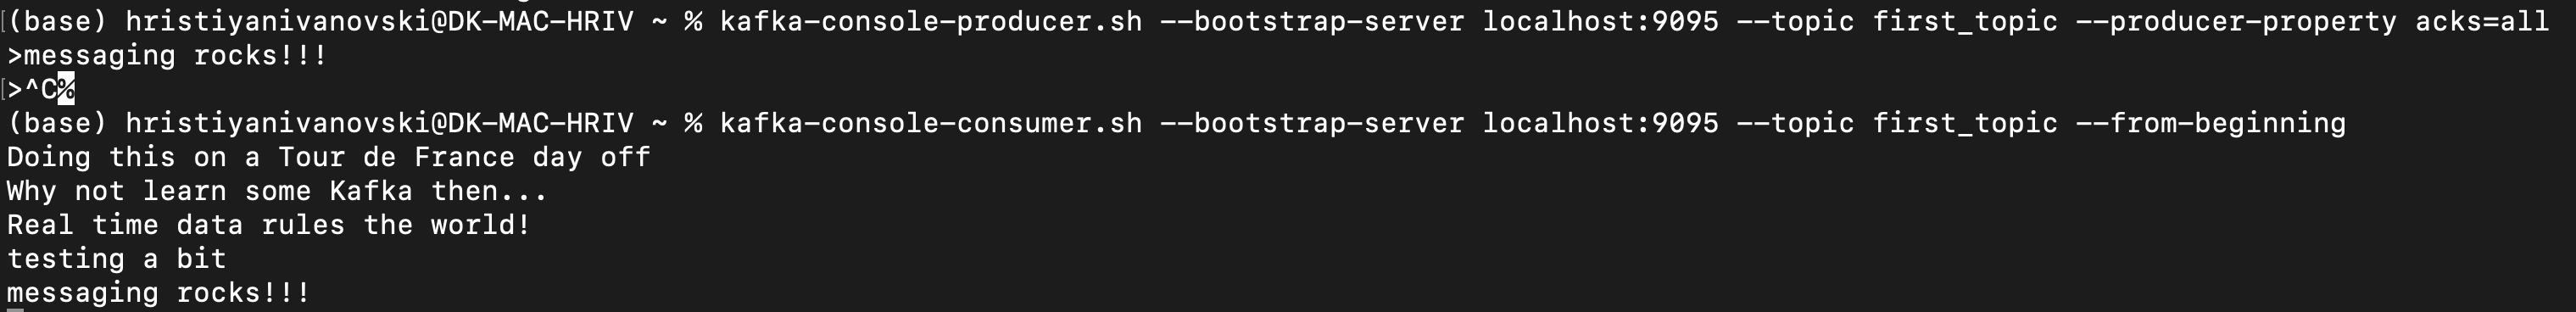 (base) hristiyanivanovski@DK-MAC-HRIV ~ % kafka-console-producer.sh --bootstrap-server localhost:9095 --topic first_topic --producer-property acks=all
>messaging rocks!!!
>^C%
(base) hristiyanivanovski@DK-MAC-HRIV ~ % kafka-console-consumer.sh --bootstrap-server localhost:9095 --topic first_topic --from-beginning
Doing this on a Tour de France day off
Why not learn some Kafka then...
Real time data rules the world!
testing a bit
messaging rocks!!!